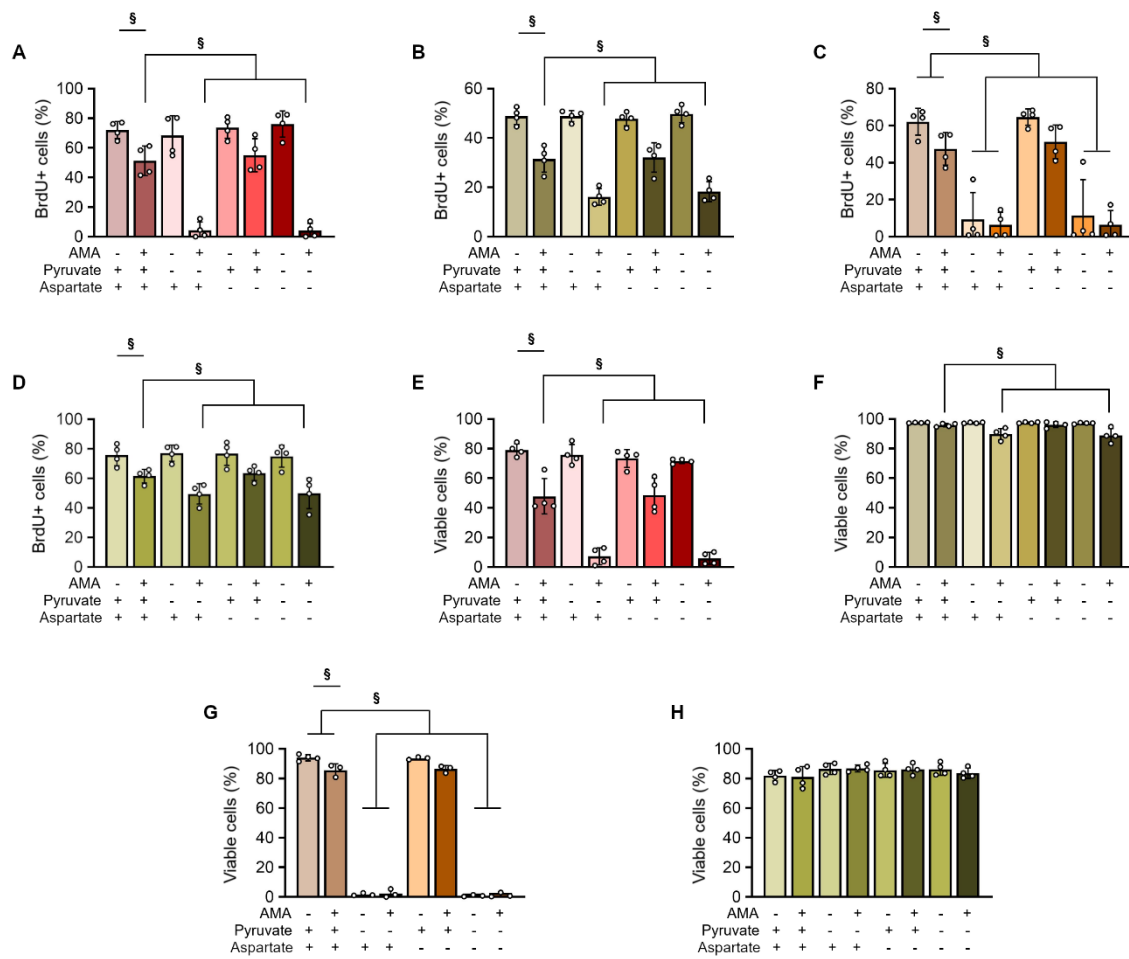 A
§
§
BrdU+ cells (%)
100
80
60
40
20
0
AMA - + - + - + - +
Pyruvate + + - - + + - -
Aspartate + + + + - - - -
B
§
§
BrdU+ cells (%)
60
40
20
0
AMA - + - + - + - +
Pyruvate + + - - + + - -
Aspartate + + + + - - - -
C
§
§
BrdU+ cells (%)
80
60
40
20
0
AMA - + - + - + - +
Pyruvate + + - - + + - -
Aspartate + + + + - - - -
D
§
§
BrdU+ cells (%)
100
80
60
40
20
0
AMA - + - + - + - +
Pyruvate + + - - + + - -
Aspartate + + + + - - - -
E
§
§
Viable cells (%)
100
80
60
40
20
0
AMA - + - + - + - +
Pyruvate + + - - + + - -
Aspartate + + + + - - - -
F
§
Viable cells (%)
100
80
60
40
20
0
AMA - + - + - + - +
Pyruvate + + - - + + - -
Aspartate + + + + - - - -
G
§
§
Viable cells (%)
100
80
60
40
20
0
AMA - + - + - + - +
Pyruvate + + - - + + - -
Aspartate + + + + - - - -
H
Viable cells (%)
100
80
60
40
20
0
AMA - + - + - + - +
Pyruvate + + - - + + - -
Aspartate + + + + - - - -